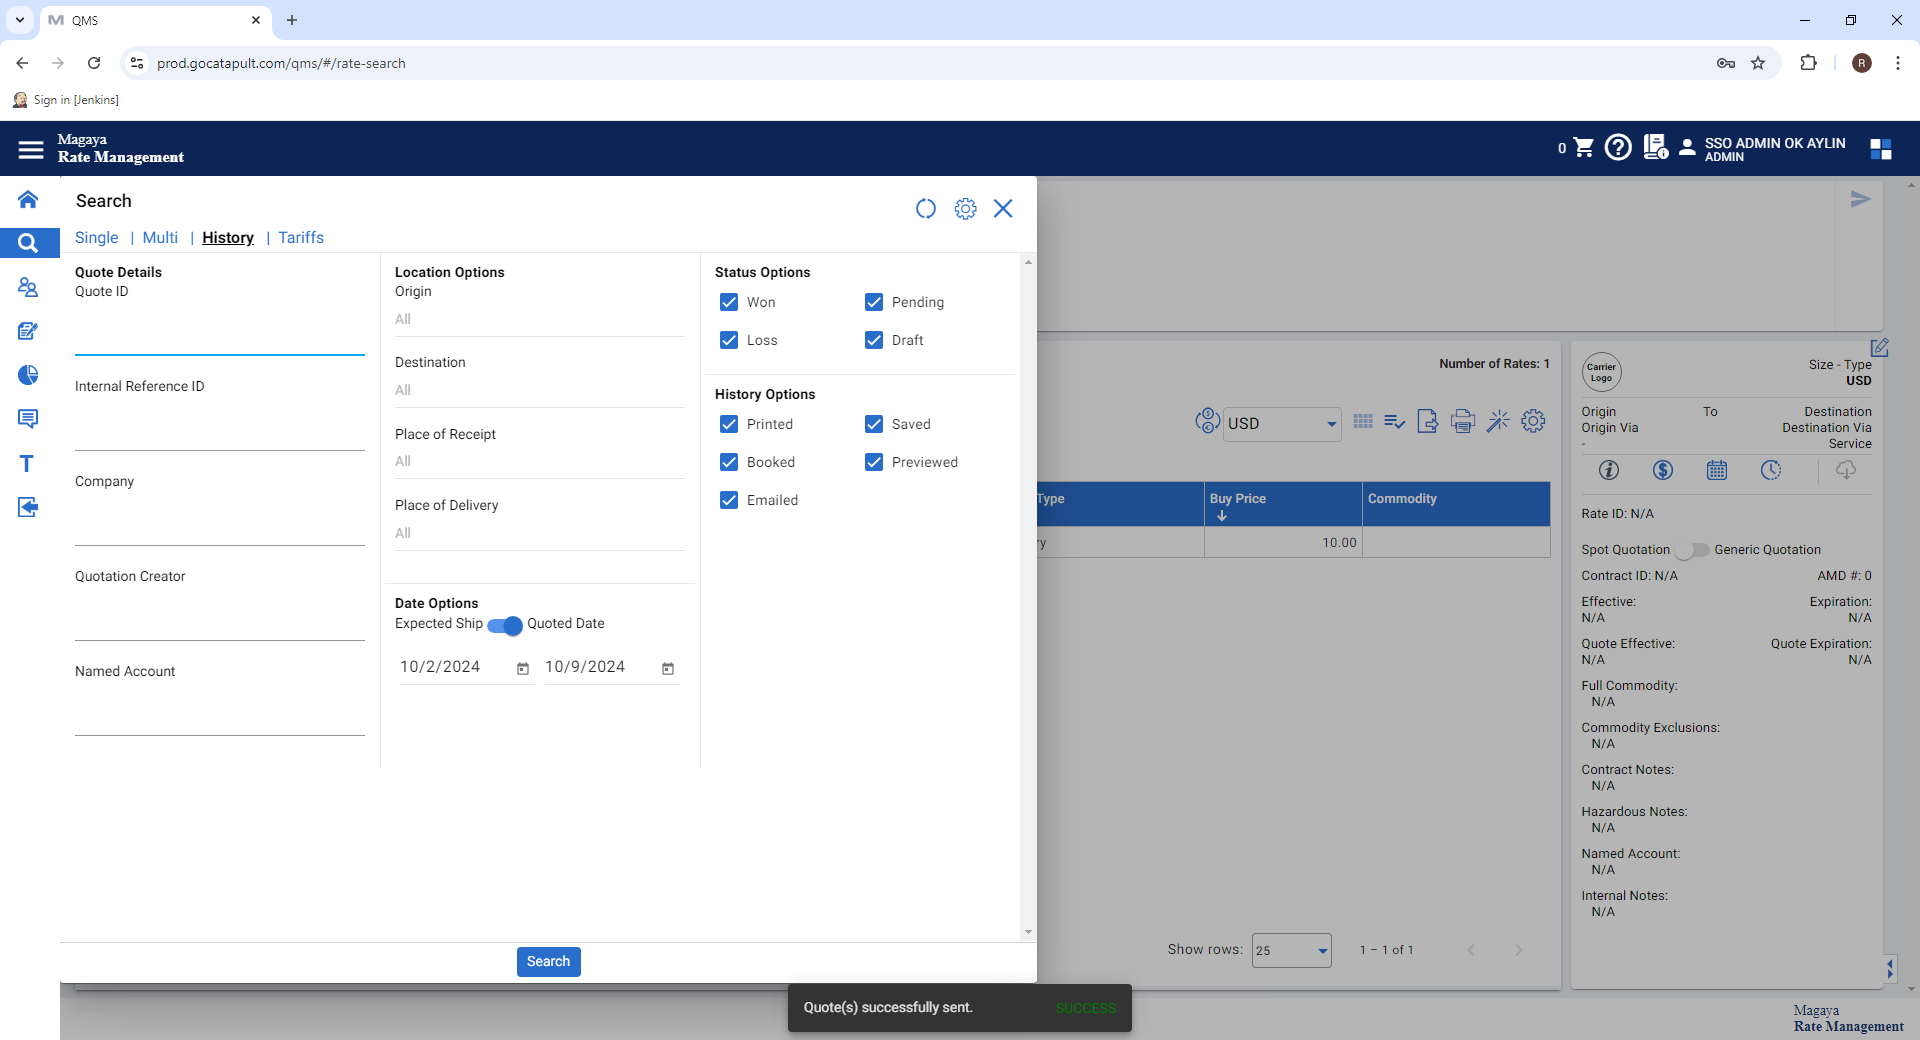 QMS
prod.gocatapult.com/qms/#/rate-search
R
Sign in [Jenkins]
Magaya
Rate Management
0
SSO ADMIN OK AYLIN
ADMIN
Search
Single | Multi | History | Tariffs
Quote Details
Quote ID
Internal Reference ID
Company
Quotation Creator
Named Account
Location Options
Origin
All
Destination
All
Place of Receipt
All
Place of Delivery
All
Date Options
Expected Ship Quoted Date
10/2/2024 10/9/2024
Status Options
Won Pending
Loss Draft
History Options
Printed Saved
Booked Previewed
Emailed
Search
Number of Rates: 1
USD
Type Buy Price Commodity
ry 10.00
Show rows: 25 1 – 1 of 1
Carrier
Logo
Size - Type
USD
Origin To Destination
Origin Via Destination Via
- Service
Rate ID: N/A
Spot Quotation Generic Quotation
Contract ID: N/A AMD #: 0
Effective: Expiration:
N/A N/A
Quote Effective: Quote Expiration:
N/A N/A
Full Commodity:
N/A
Commodity Exclusions:
N/A
Contract Notes:
N/A
Hazardous Notes:
N/A
Named Account:
N/A
Internal Notes:
N/A
Quote(s) successfully sent. SUCCESS
Magaya
Rate Management
T